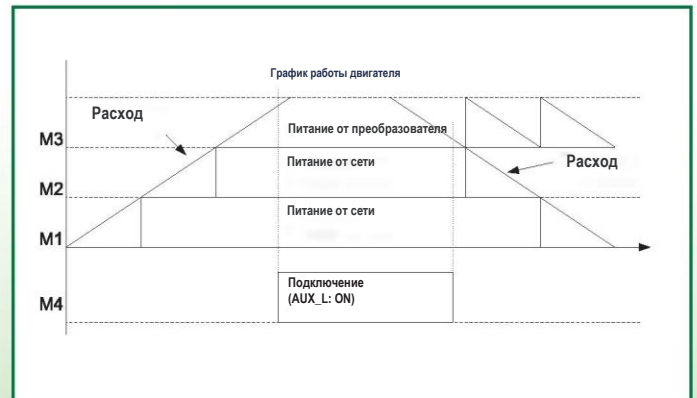 График работы двигателя
Расход
Питание от преобразователя
M3
Питание от сети
Расход
M2
Питание от сети
M1
Подключение
(AUX_L: ON)
M4